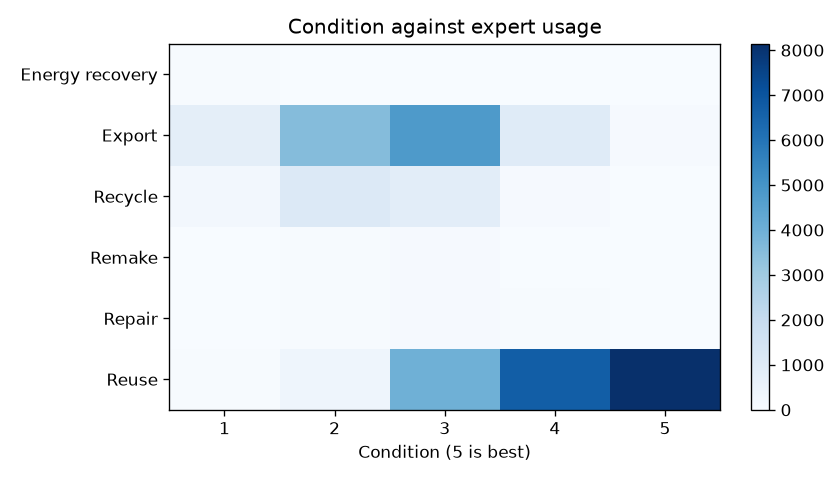 Condition against expert usage
Energy recovery
Export
Recycle
Remake
Repair
Reuse
1 2 3 4 5
Condition (5 is best)
8000
7000
6000
5000
4000
3000
2000
1000
0